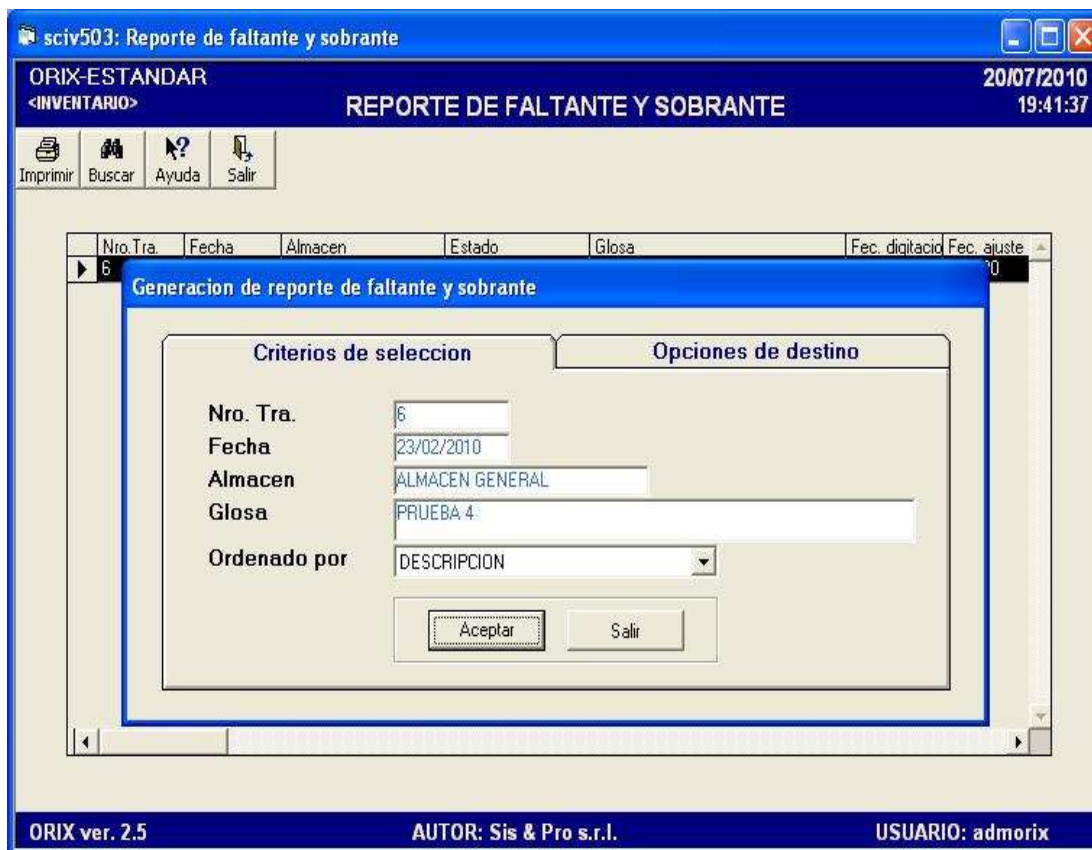 sciv503: Reporte de faltante y sobrante
ORIX-ESTANDAR
20/07/2010
<INVENTARIO>
REPORTE DE FALTANTE Y SOBRANTE
19:41:37
Imprimir Buscar Ayuda Salir
Nro.Tra. Fecha Almacen Estado Glosa Fec. digitacio Fec. ajuste
6
Generacion de reporte de faltante y sobrante
Criterios de seleccion Opciones de destino
Nro. Tra. 6
Fecha 23/02/2010
Almacen ALMACEN GENERAL
Glosa PRUEBA 4
Ordenado por DESCRIPCION
Aceptar Salir
ORIX ver. 2.5 AUTOR: Sis & Pro s.r.l. USUARIO: admorix